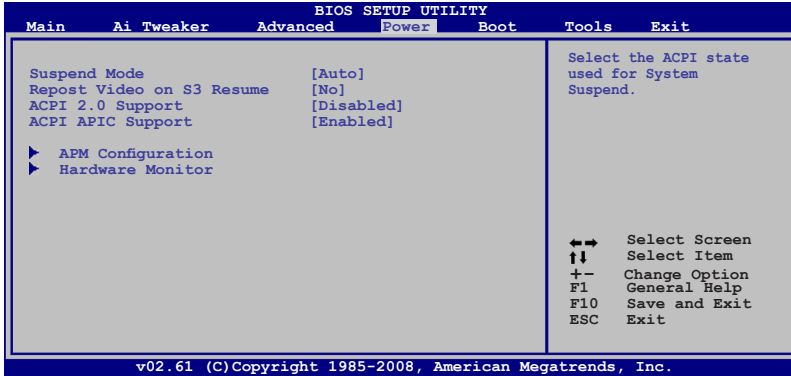 BIOS SETUP UTILITY
Main Ai Tweaker Advanced Power Boot Tools Exit
Suspend Mode [Auto]
Repost Video on S3 Resume [No]
ACPI 2.0 Support [Disabled]
ACPI APIC Support [Enabled]
APM Configuration
Hardware Monitor
Select the ACPI state
used for System
Suspend.
←→ Select Screen
↑↓ Select Item
+- Change Option
F1 General Help
F10 Save and Exit
ESC Exit
v02.61 (C)Copyright 1985-2008, American Megatrends, Inc.